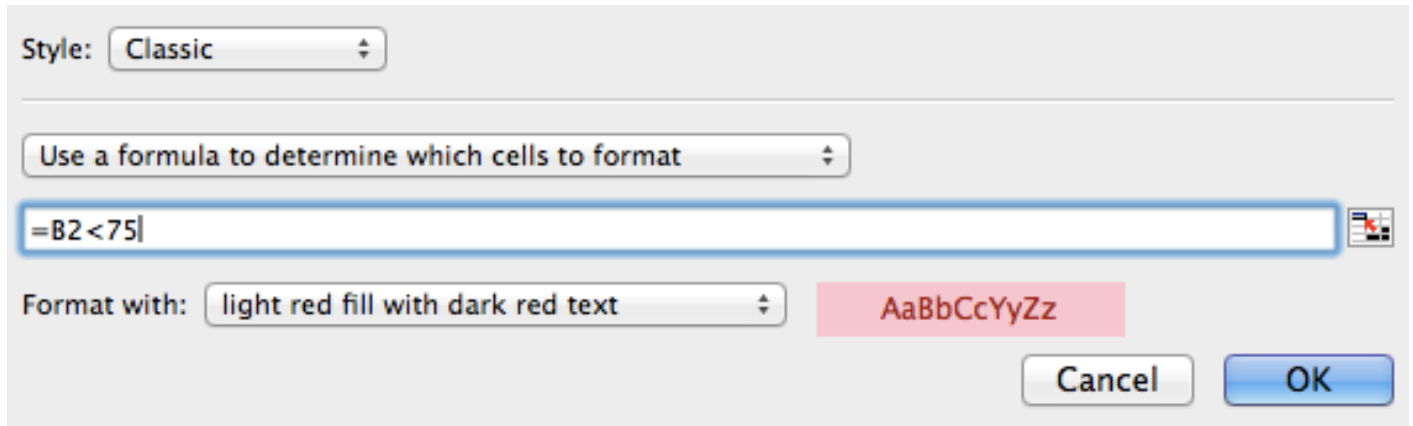 Style: Classic
Use a formula to determine which cells to format
=B2<75
Format with: light red fill with dark red text AaBbCcYyZz
Cancel OK